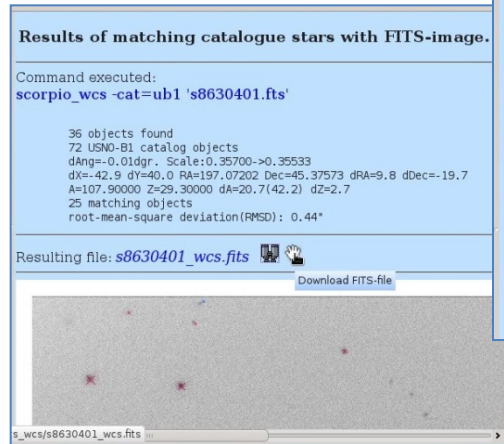 Results of matching catalogue stars with FITS-image.
Command executed:
scorpio_wcs -cat=ub1 's8630401.fts'
36 objects found
72 USNO-B1 catalog objects
dAng=-0.01dgr. Scale:0.35700->0.35533
dX=-42.9 dY=40.0 RA=197.07202 Dec=45.37573 dRA=9.8 dDec=-19.7
A=107.90000 Z=29.30000 dA=20.7(42.2) dZ=2.7
25 matching objects
root-mean-square deviation(RMSD): 0.44"
Resulting file: s8630401_wcs.fits
Download FITS-file
s_wcs/s8630401_wcs.fits